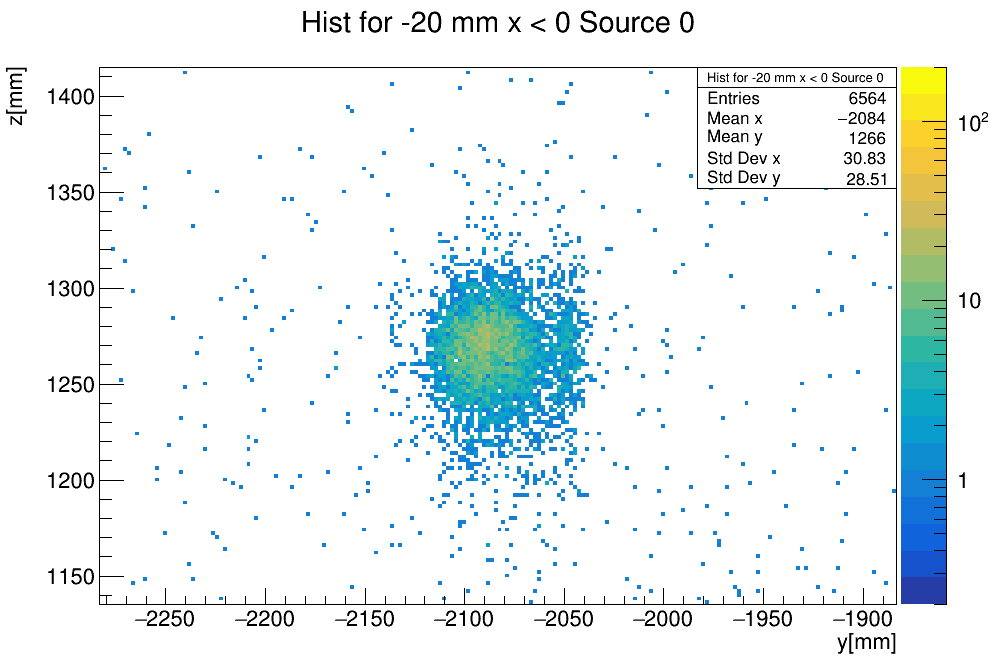 Hist for -20 mm x < 0 Source 0
z[mm]
Hist for -20 mm x < 0 Source 0
Entries 6564
Mean x −2084
Mean y 1266
Std Dev x 30.83
Std Dev y 28.51
1400
1350
1300
1250
1200
1150
10²
10
1
−2250 −2200 −2150 −2100 −2050 −2000 −1950 −1900
y[mm]